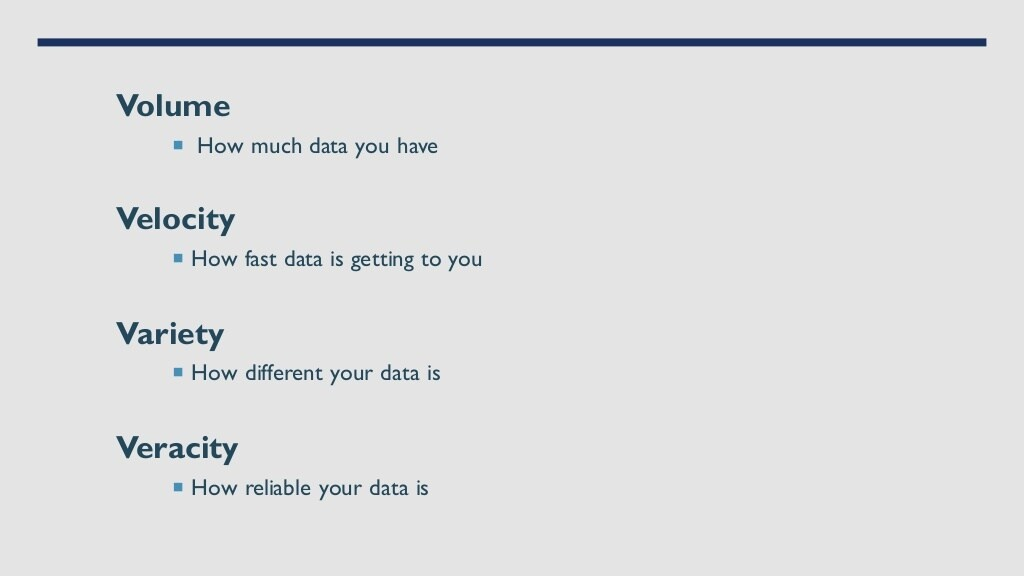 Volume
▪ How much data you have
Velocity
▪ How fast data is getting to you
Variety
▪ How different your data is
Veracity
▪ How reliable your data is